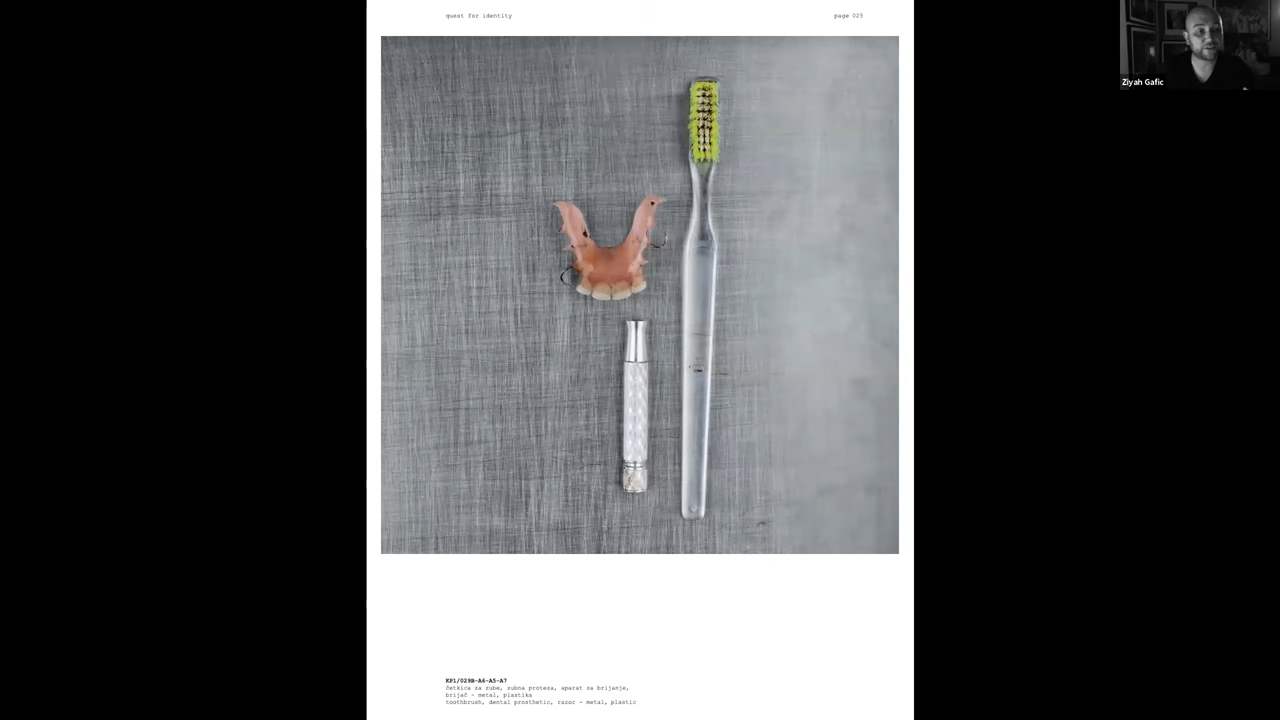 quest for identity
page 023
Ziyah Gafic
KP1/029B-A6-A5-A7
četkica za zube, zubna proteza, aparat za brijanje,
brijač - metal, plastika
toothbrush, dental prosthetic, razor - metal, plastic